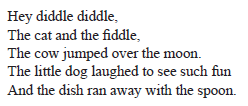 Hey diddle diddle,
The cat and the fiddle,
The cow jumped over the moon.
The little dog laughed to see such fun
And the dish ran away with the spoon.